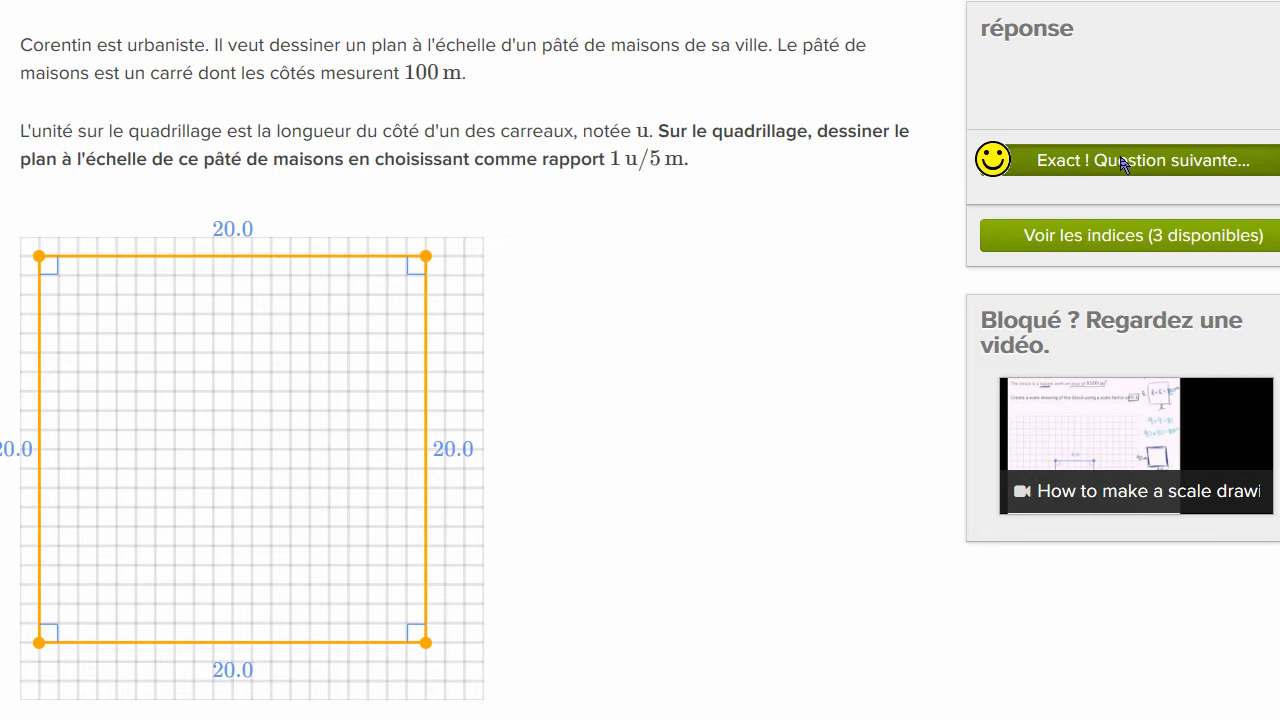 Corentin est urbaniste. Il veut dessiner un plan à l'échelle d'un pâté de maisons de sa ville. Le pâté de
maisons est un carré dont les côtés mesurent 100 m.
L'unité sur le quadrillage est la longueur du côté d'un des carreaux, notée u. Sur le quadrillage, dessiner le
plan à l'échelle de ce pâté de maisons en choisissant comme rapport 1 u/5 m.
20.0
20.0
20.0
20.0
réponse
Exact ! Question suivante...
Voir les indices (3 disponibles)
Bloqué ? Regardez une
vidéo.
How to make a scale drawi